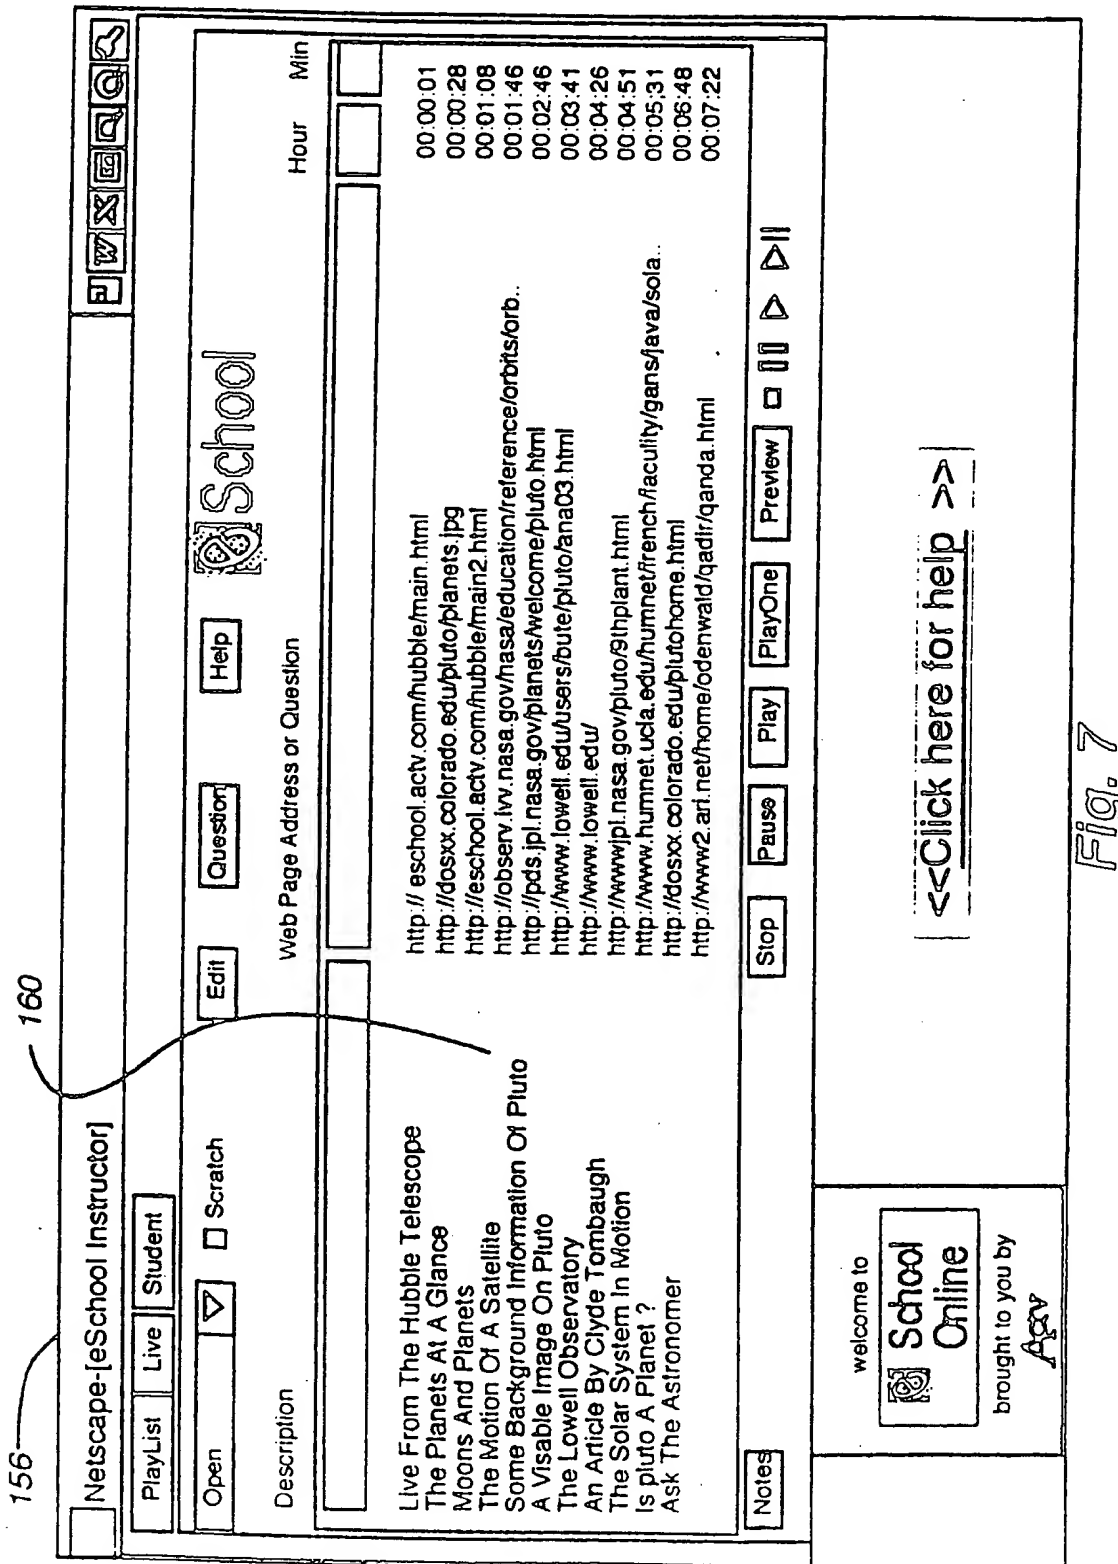 156
160
Netscape-[eSchool Instructor]
PlayList Live Student
Open Scratch Edit Question Help School
Description Web Page Address or Question Hour Min
Live From The Hubble Telescope http:// eschool.actv.com/hubble/main.html 00:00:01
The Planets At A Glance http://dosxx.colorado.edu/pluto/planets.jpg 00:00:28
Moons And Planets http://eschool.actv.com/hubble/main2.html 00:01:08
The Motion Of A Satellite http://observ.ivv.nasa.gov/nasa/education/reference/orbits/orb.. 00:01:46
Some Background Information Of Pluto http://pds.jpl.nasa.gov/planets/welcome/pluto.html 00:02:46
A Visable Image On Pluto http://www.lowell.edu/users/bute/pluto/ana03.html 00:03:41
The Lowell Observatory http://www.lowell.edu/ 00:04:26
An Article By Clyde Tombaugh http://wwwjpl.nasa.gov/pluto/9thplant.html 00:04:51
The Solar System In Motion http://www.humnet.ucla.edu/humnet/french/faculity/gans/java/sola.. 00:05:31
Is pluto A Planet ? http://dosxx.colorado.edu/plutohome.html 00:06:48
Ask The Astronomer http://www2.ari.net/home/odenwald/qadir/qanda.html 00:07:22
Notes Stop Pause Play PlayOne Preview
welcome to
School
Online
brought to you by
Actv
<<Click here for help >>
Fig. 7